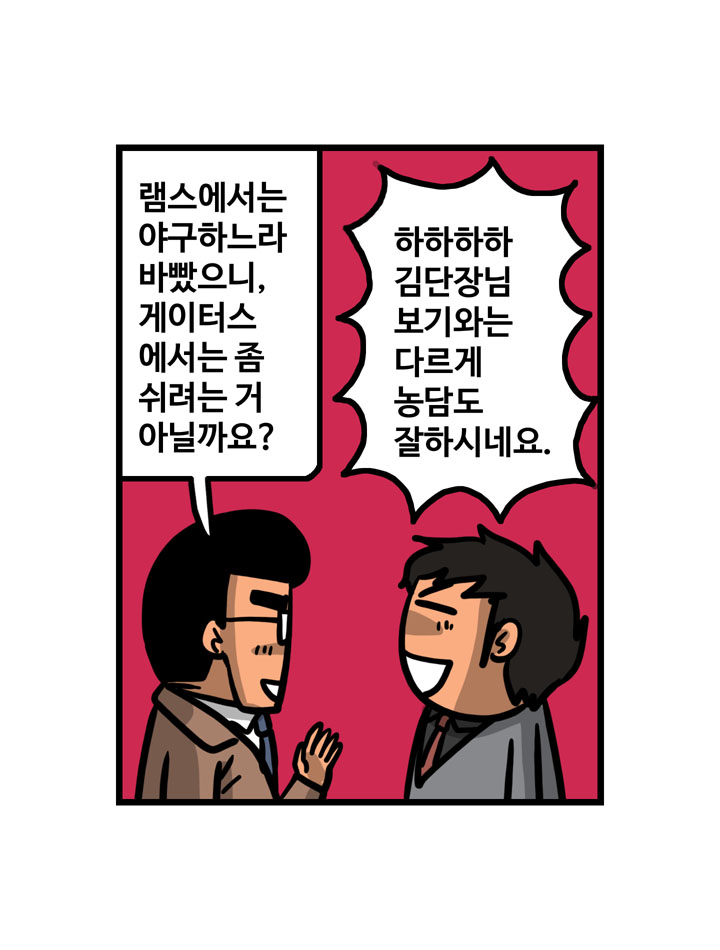 램스에서는
야구하느라
바빴으니,
게이터스
에서는 좀
쉬려는 거
아닐까요?
하하하하
김단장님
보기와는
다르게
농담도
잘하시네요.